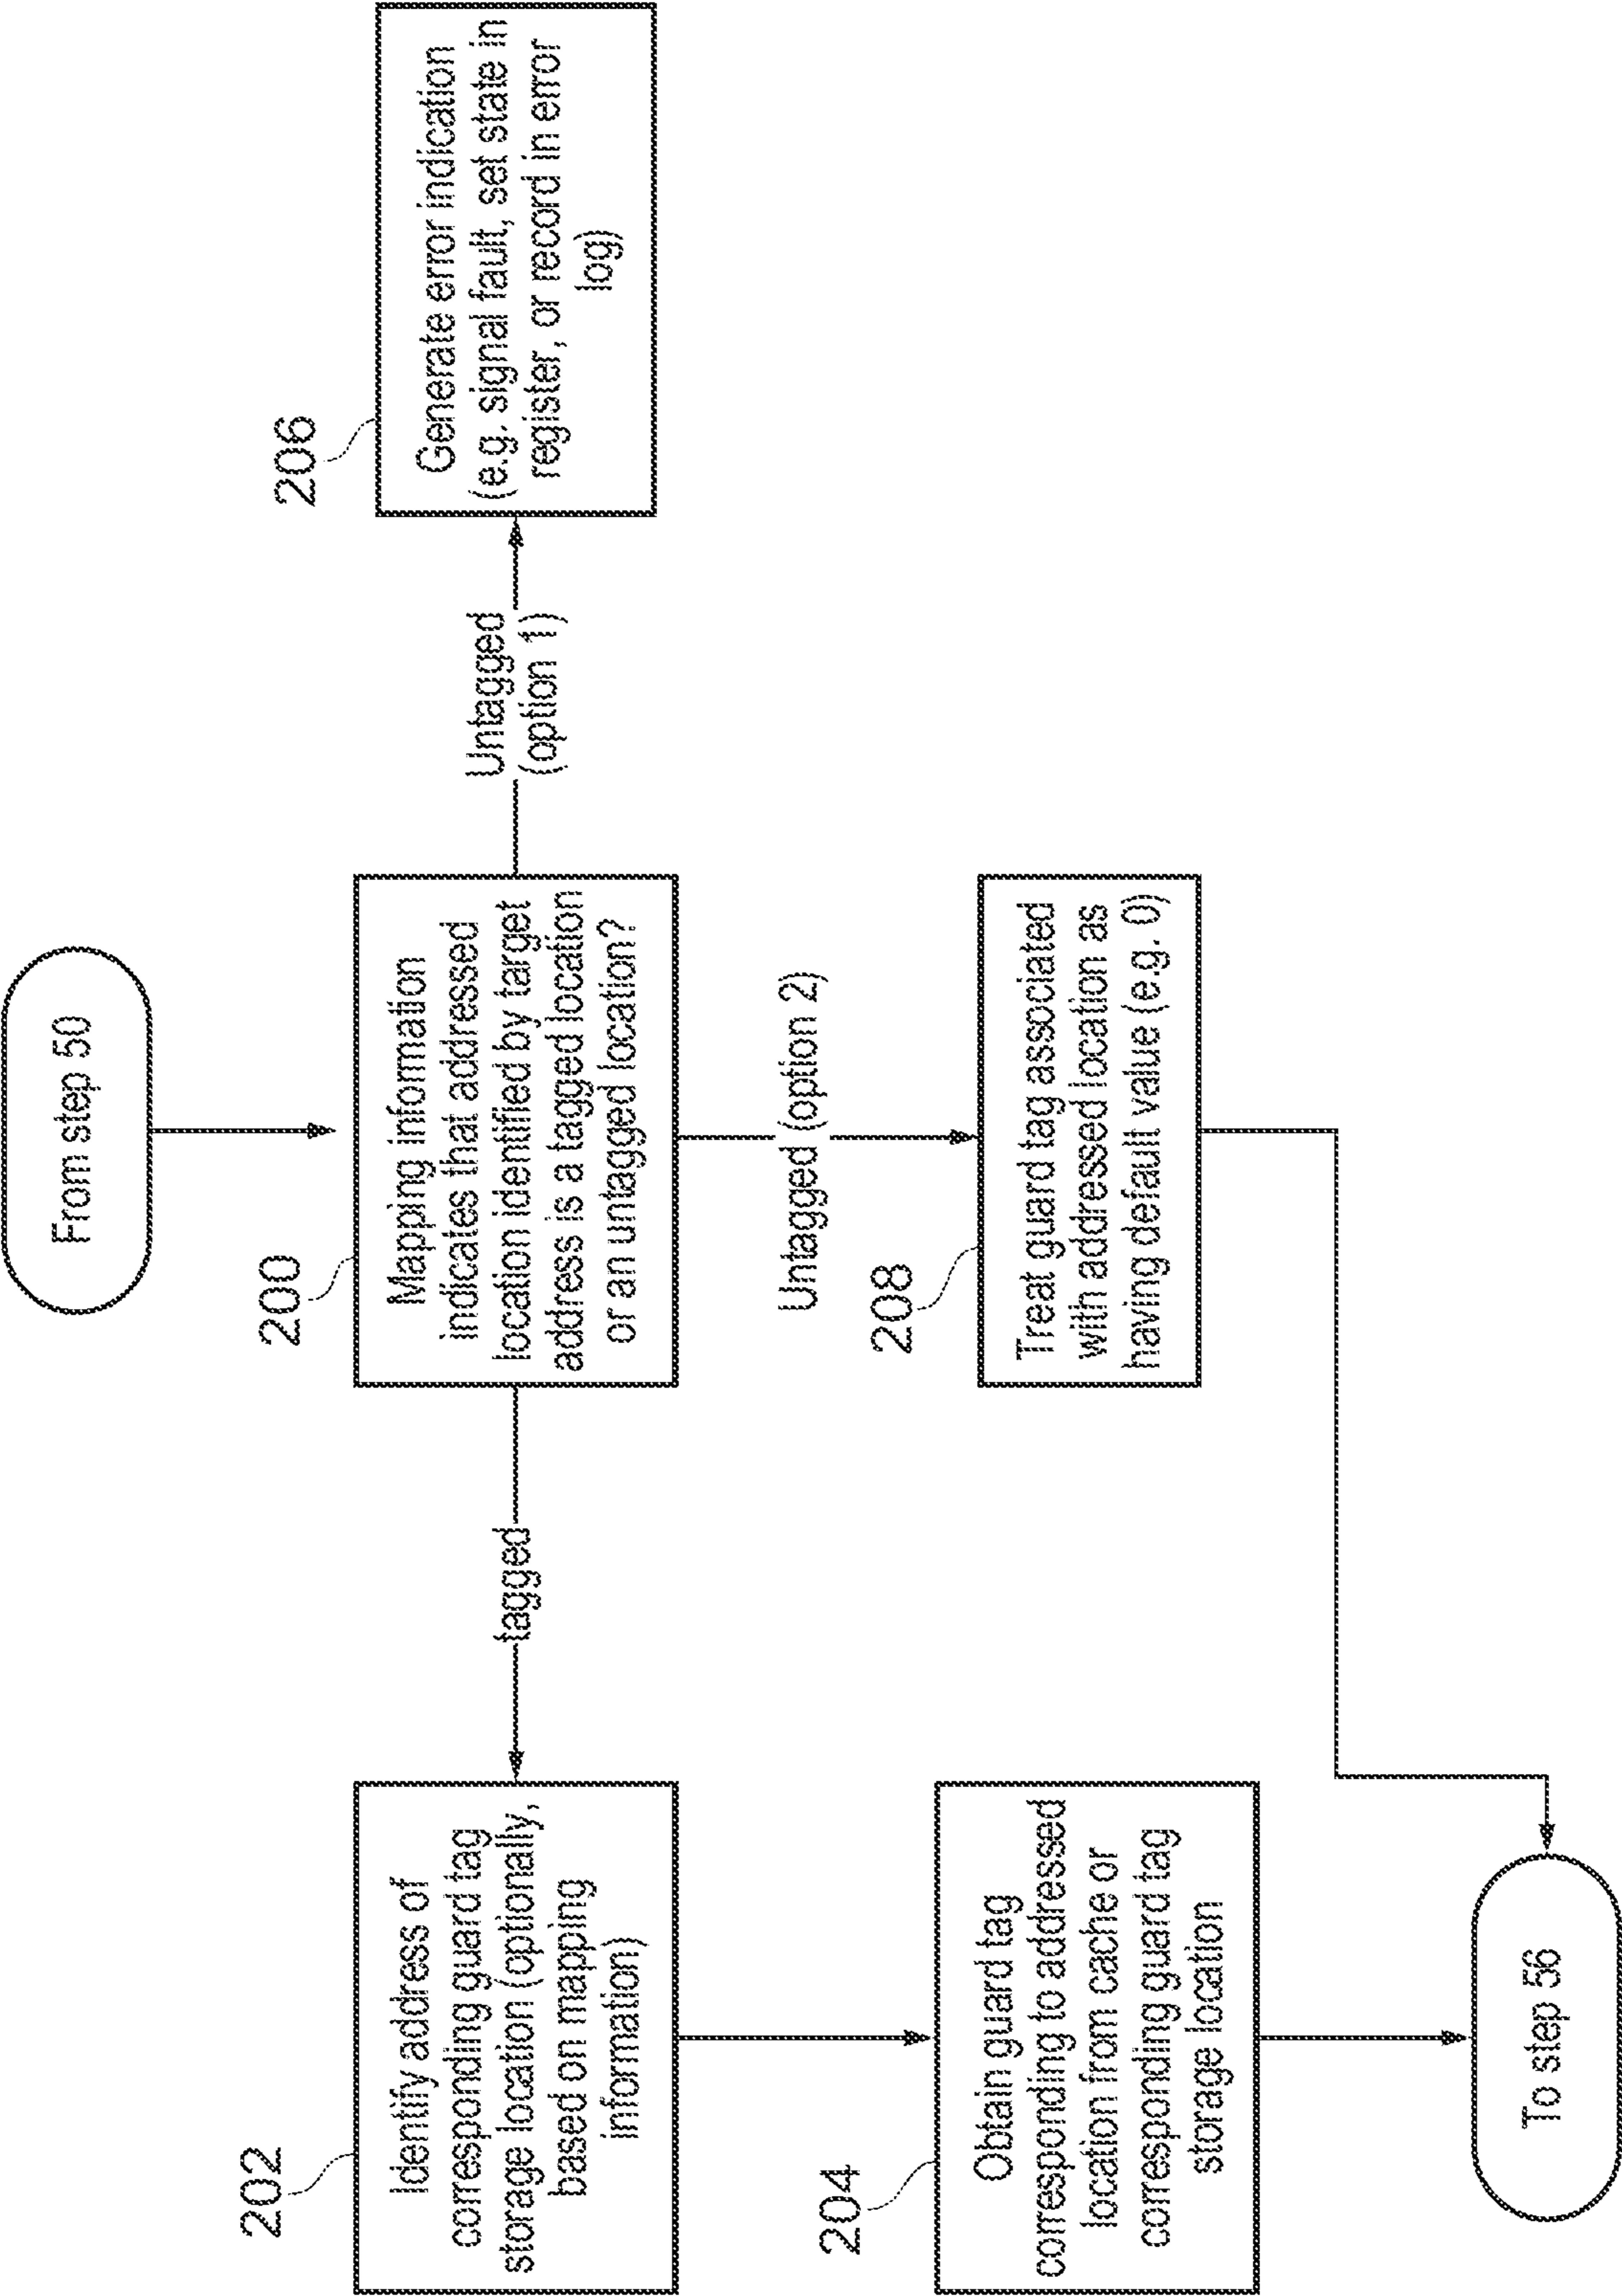 From step 50
200
Mapping information
indicates that addressed
location identified by target
address is a tagged location
or an untagged location?
tagged
Untagged
(option 1)
Untagged (option 2)
202
Identify address of
corresponding guard tag
storage location (optionally,
based on mapping
information)
206
Generate error indication
(e.g. signal fault, set state in
register, or record in error
log)
204
Obtain guard tag
corresponding to addressed
location from cache or
corresponding guard tag
storage location
208
Treat guard tag associated
with addressed location as
having default value (e.g. 0)
To step 56